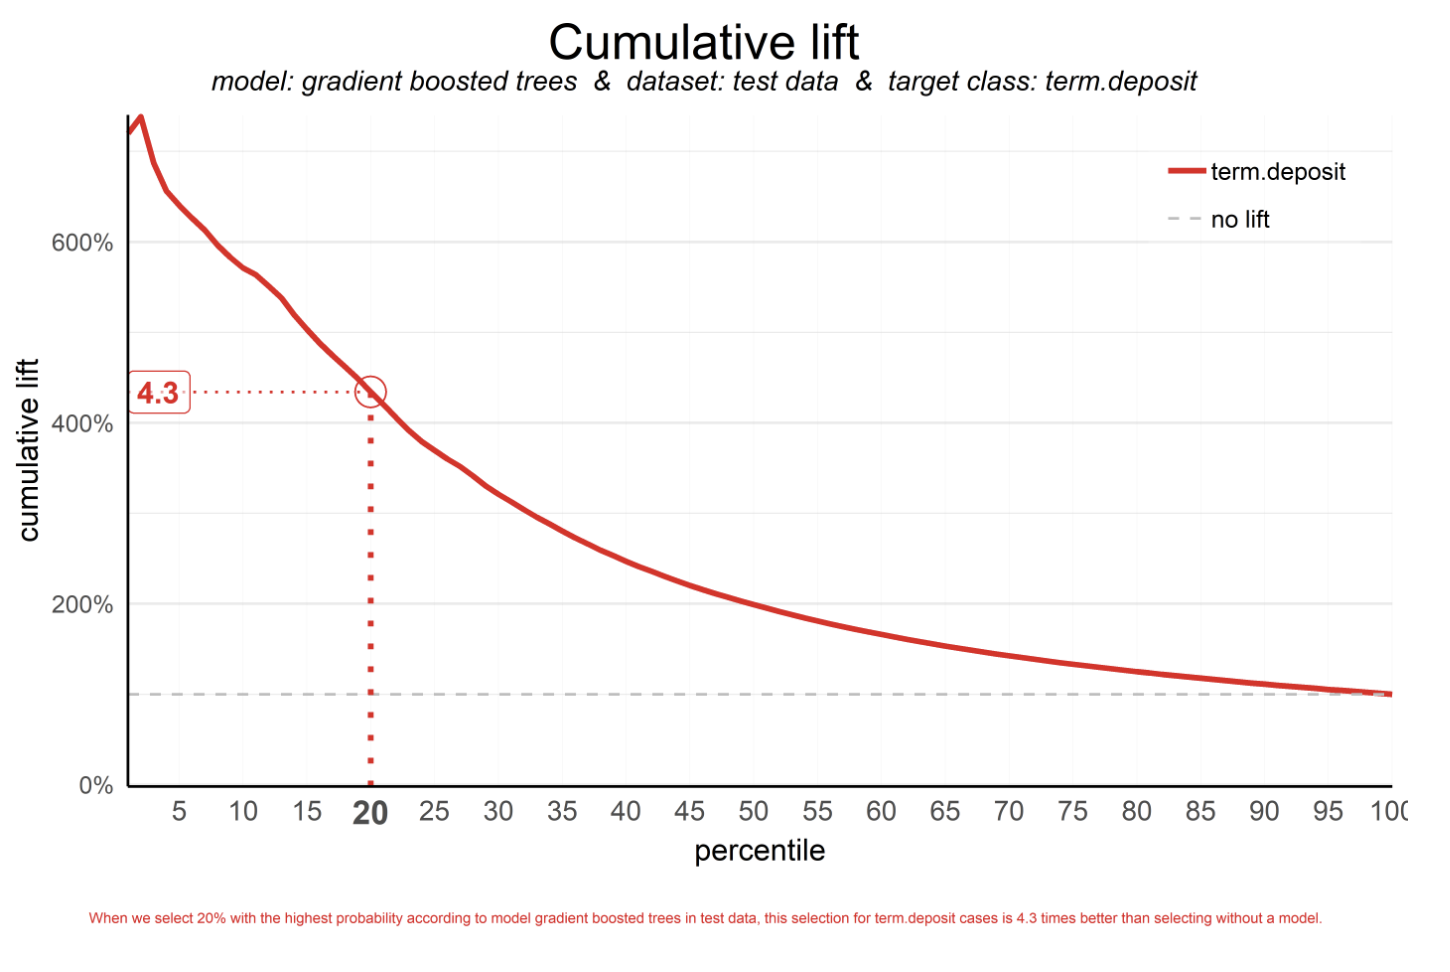 Cumulative lift
model: gradient boosted trees & dataset: test data & target class: term.deposit
term.deposit
no lift
600%
4.3
400%
200%
0%
cumulative lift
5 10 15 20 25 30 35 40 45 50 55 60 65 70 75 80 85 90 95 100
percentile
When we select 20% with the highest probability according to model gradient boosted trees in test data, this selection for term.deposit cases is 4.3 times better than selecting without a model.